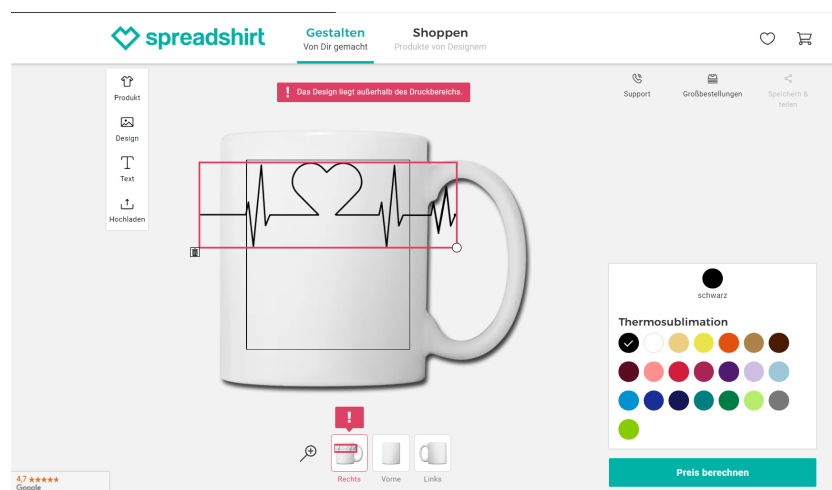 spreadshirt
Gestalten
Von Dir gemacht
Shoppen
Produkte von Designern
Produkt
Design
Text
Hochladen
! Das Design liegt außerhalb des Druckbereichs.
Support
Großbestellungen
Speichern &
teilen
schwarz
Thermosublimation
!
Rechts
Vorne
Links
Preis berechnen
4,7 ★★★★★
Google